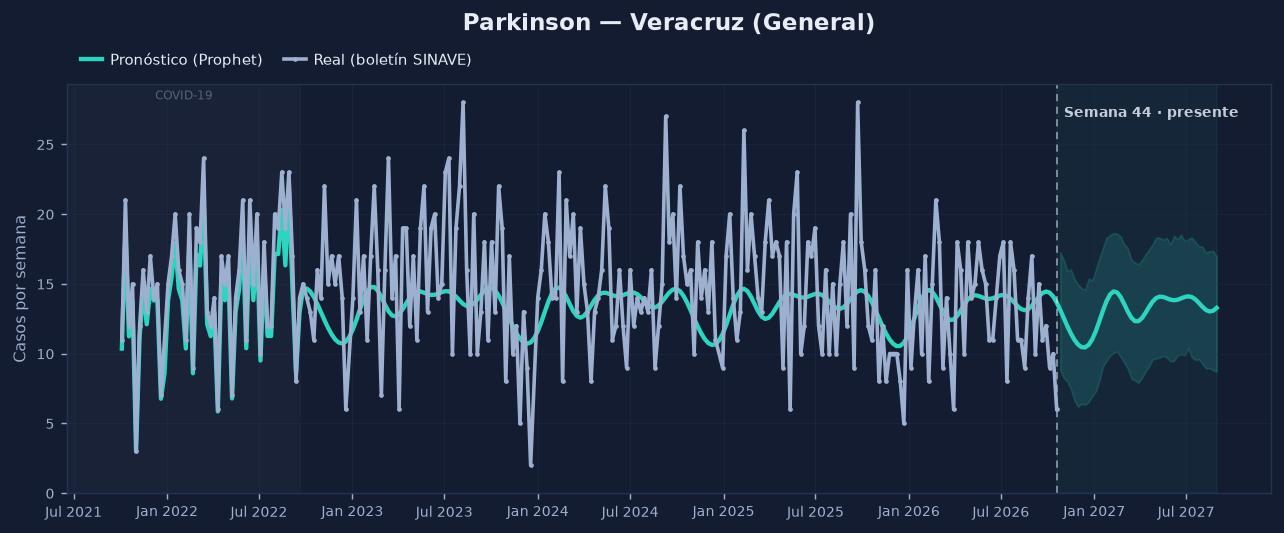 Parkinson — Veracruz (General)
Pronóstico (Prophet)
Real (boletín SINAVE)
COVID-19
Semana 44 · presente
Casos por semana
25
20
15
10
5
0
Jul 2021
Jan 2022
Jul 2022
Jan 2023
Jul 2023
Jan 2024
Jul 2024
Jan 2025
Jul 2025
Jan 2026
Jul 2026
Jan 2027
Jul 2027